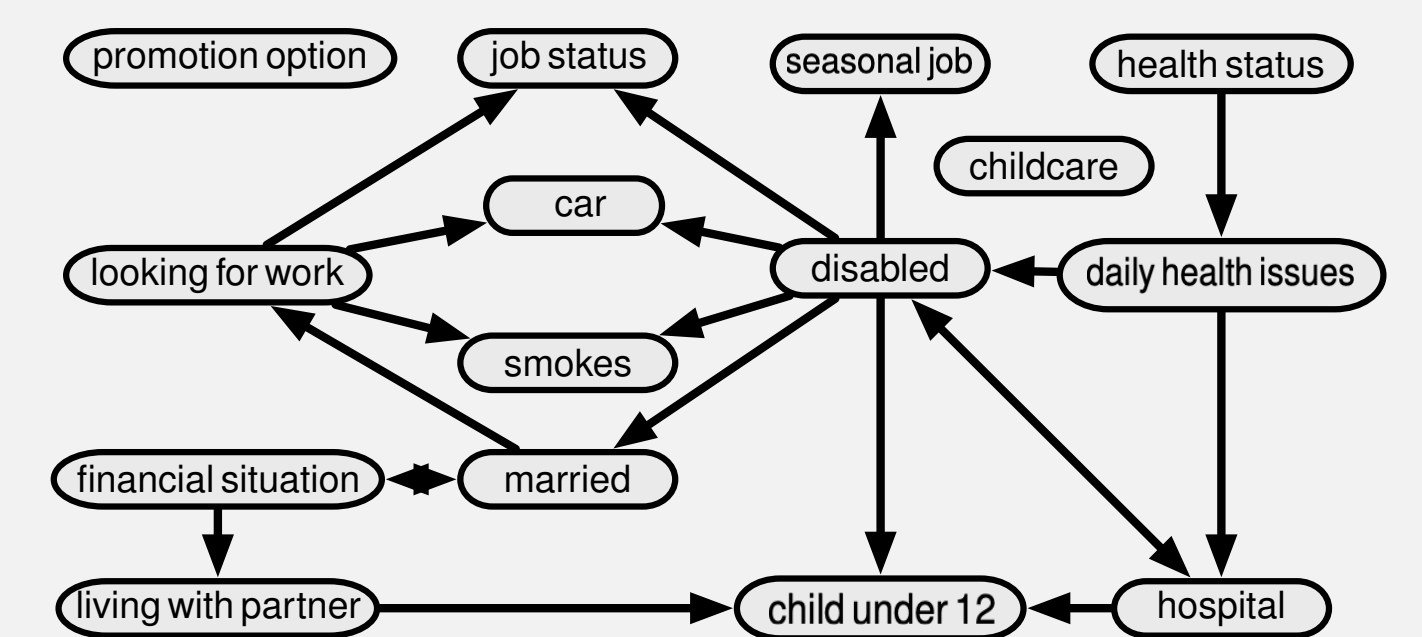 promotion option
job status
seasonal job
health status
childcare
car
looking for work
disabled
daily health issues
smokes
financial situation
married
living with partner
child under 12
hospital